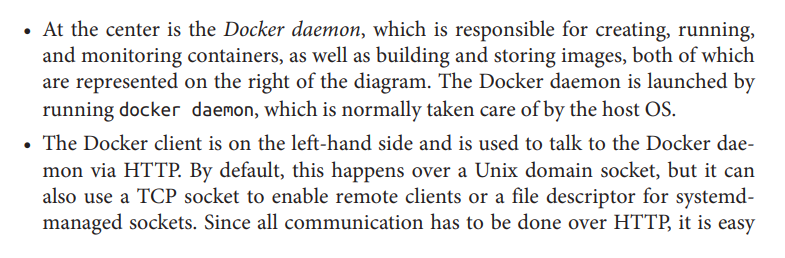 • At the center is the Docker daemon, which is responsible for creating, running,
and monitoring containers, as well as building and storing images, both of which
are represented on the right of the diagram. The Docker daemon is launched by
running docker daemon, which is normally taken care of by the host OS.
• The Docker client is on the left-hand side and is used to talk to the Docker dae-
mon via HTTP. By default, this happens over a Unix domain socket, but it can
also use a TCP socket to enable remote clients or a file descriptor for systemd-
managed sockets. Since all communication has to be done over HTTP, it is easy